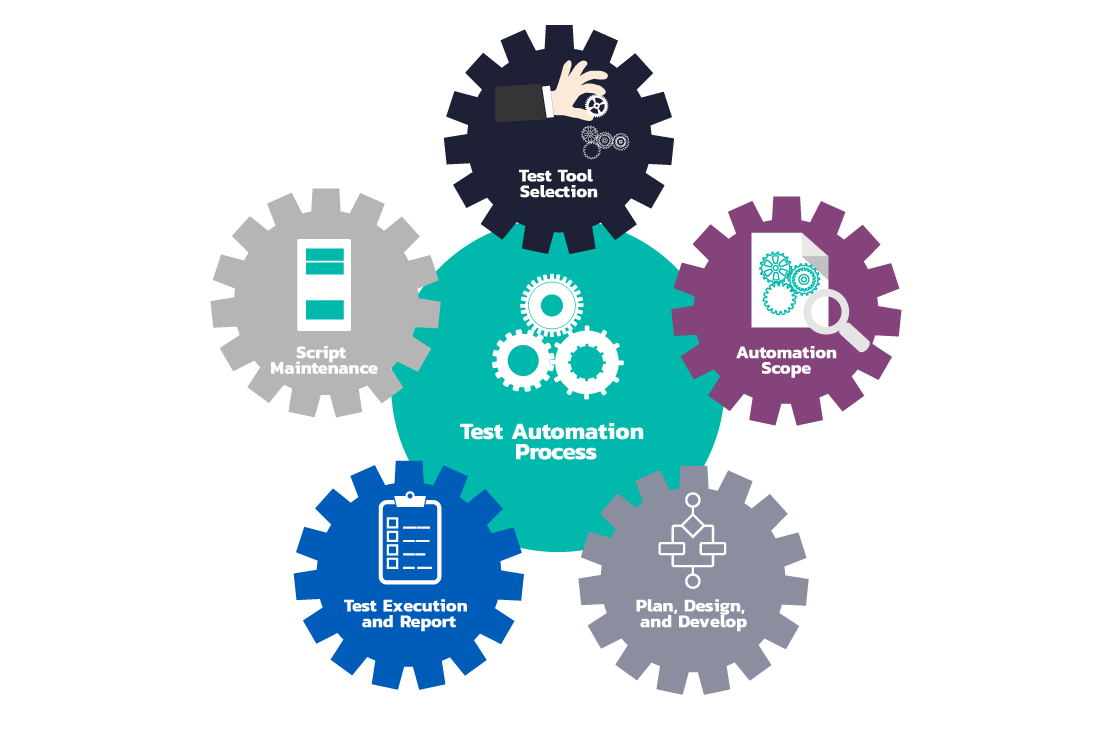 Test Tool
Selection
Automation
Scope
Plan, Design,
and Develop
Test Execution
and Report
Script
Maintenance
Test Automation
Process